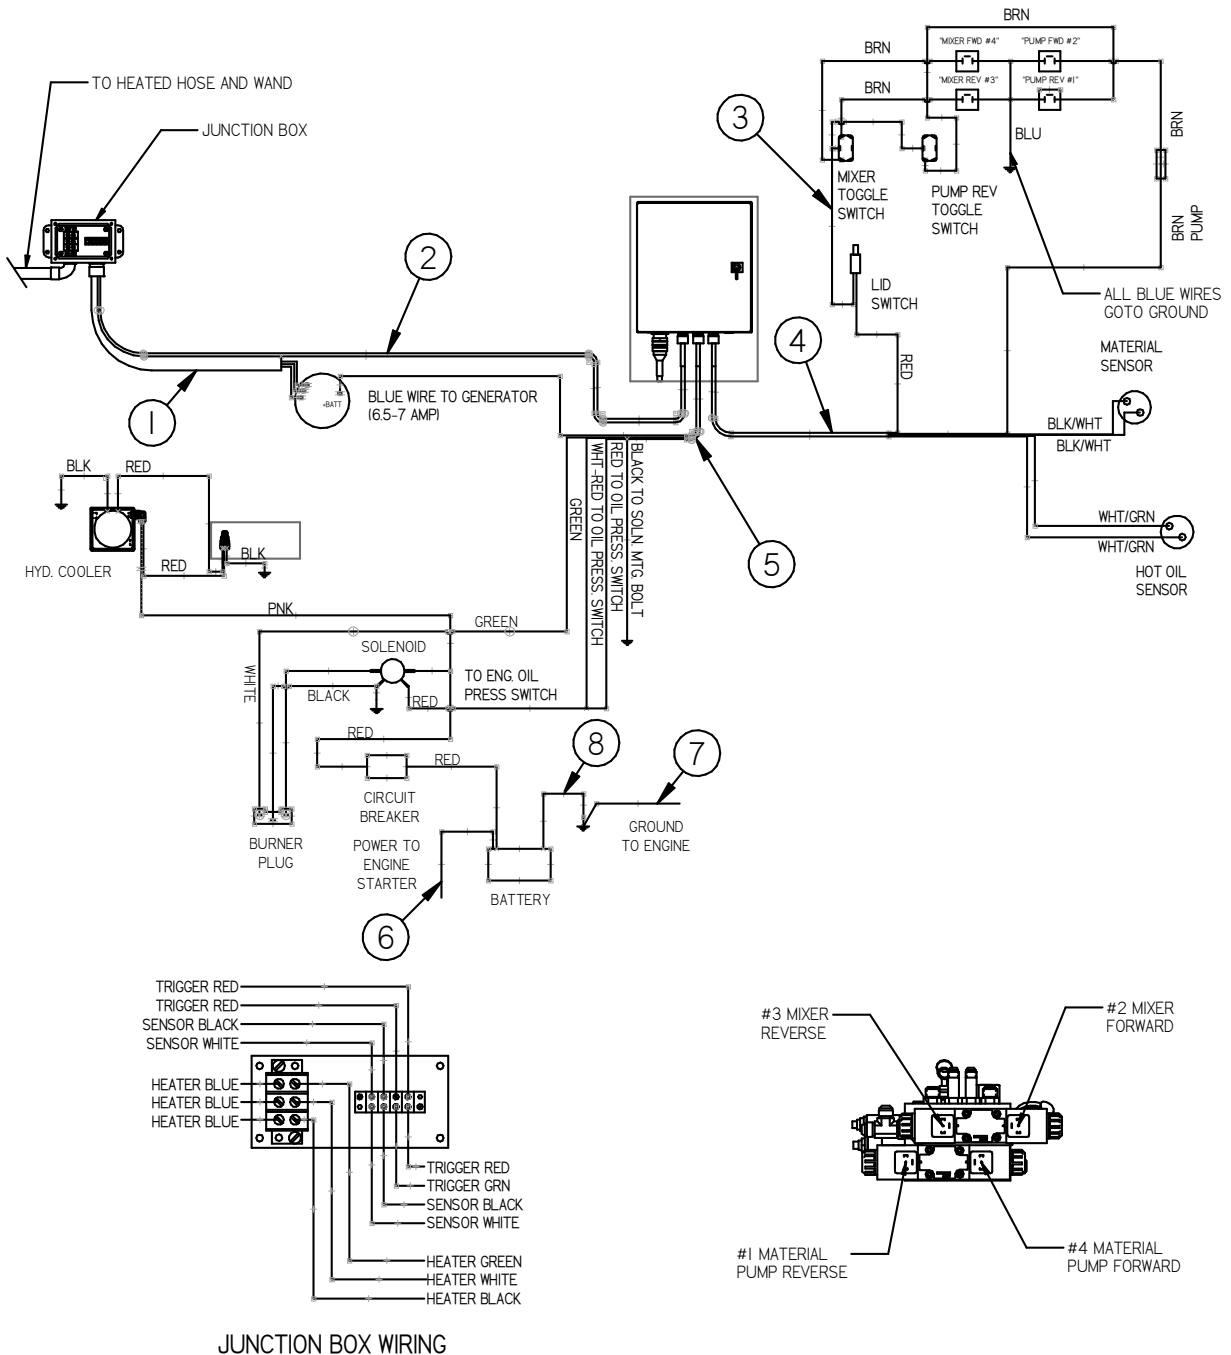 BRN
BRN
"MIXER FWD #4"
"PUMP FWD #2"
TO HEATED HOSE AND WAND
"MIXER REV #3"
"PUMP REV #1"
BRN
3
JUNCTION BOX
BLU
BRN
MIXER
TOGGLE
SWITCH
PUMP REV
TOGGLE
SWITCH
BRN
PUMP
2
LID
SWITCH
ALL BLUE WIRES
GOTO GROUND
4
MATERIAL
SENSOR
RED
1
+BATT
BLUE WIRE TO GENERATOR
(6.5-7 AMP)
BLK/WHT
BLK/WHT
BLK
RED
GREEN
WHT-RED TO OIL PRESS. SWITCH
RED TO OIL PRESS. SWITCH
BLACK TO SOLN. MTG. BOLT
5
WHT/GRN
WHT/GRN
HYD. COOLER
RED
BLK
HOT OIL
SENSOR
PNK
GREEN
SOLENOID
WHITE
BLACK
RED
TO ENG. OIL
PRESS SWITCH
RED
RED
8
7
CIRCUIT
BREAKER
GROUND
TO ENGINE
BURNER
PLUG
POWER TO
ENGINE
STARTER
BATTERY
6
TRIGGER RED
TRIGGER RED
SENSOR BLACK
SENSOR WHITE
HEATER BLUE
HEATER BLUE
HEATER BLUE
TRIGGER RED
TRIGGER GRN
SENSOR BLACK
SENSOR WHITE
HEATER GREEN
HEATER WHITE
HEATER BLACK
JUNCTION BOX WIRING
#3 MIXER
REVERSE
#2 MIXER
FORWARD
#1 MATERIAL
PUMP REVERSE
#4 MATERIAL
PUMP FORWARD